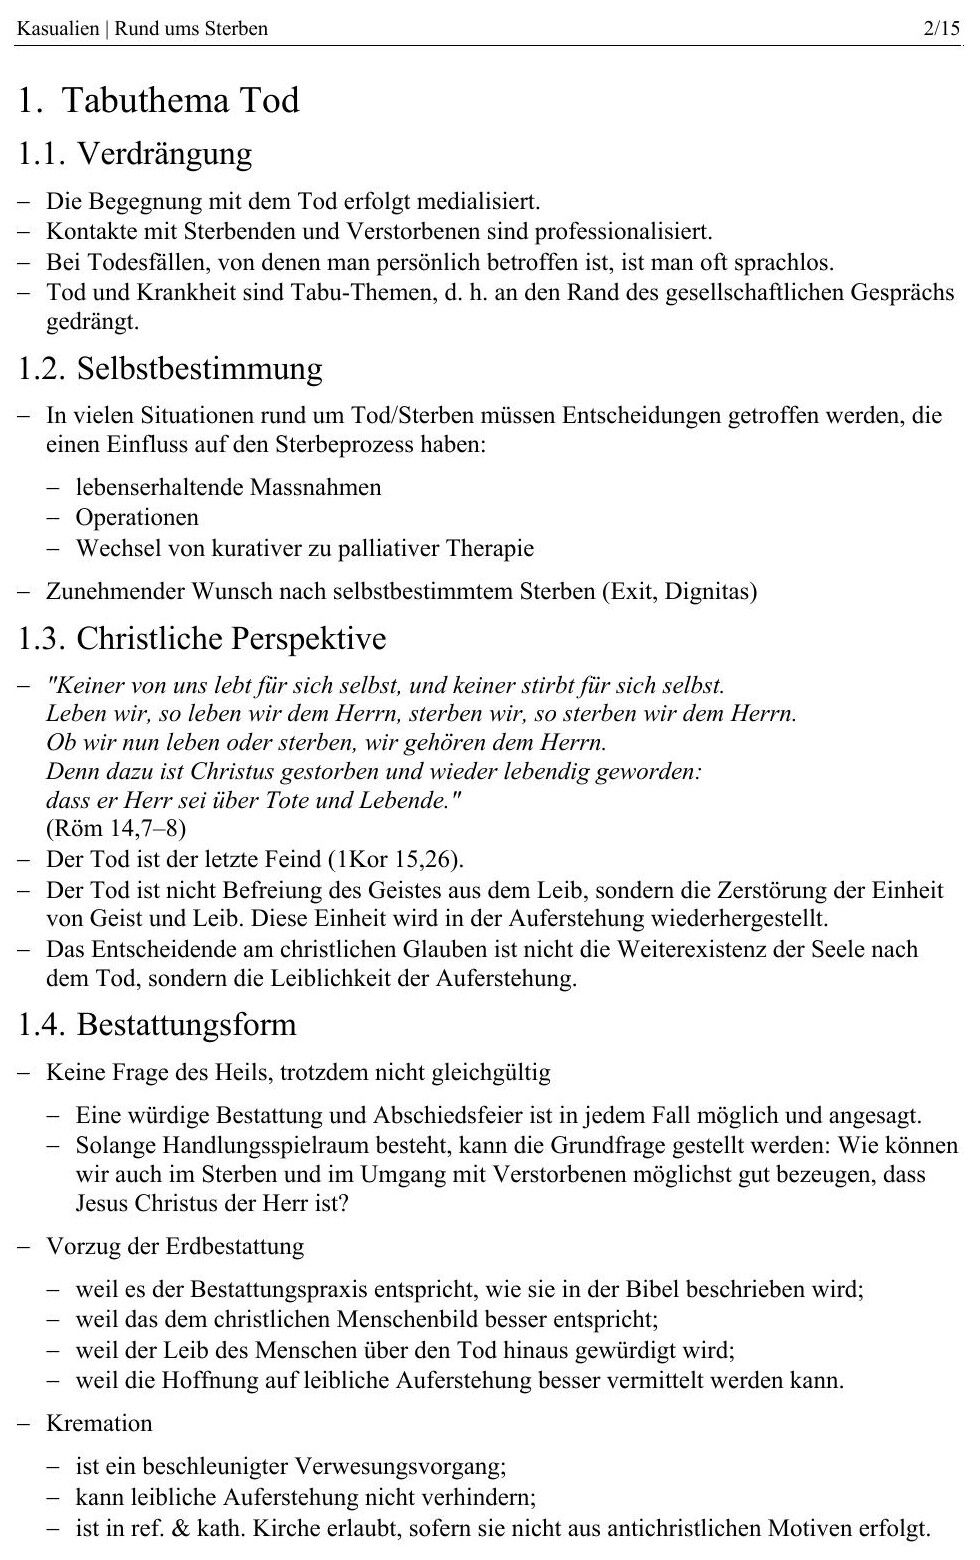 Kasualien | Rund ums Sterben 2/15
1. Tabuthema Tod
1.1. Verdrängung
– Die Begegnung mit dem Tod erfolgt medialisiert.
– Kontakte mit Sterbenden und Verstorbenen sind professionalisiert.
– Bei Todesfällen, von denen man persönlich betroffen ist, ist man oft sprachlos.
– Tod und Krankheit sind Tabu-Themen, d. h. an den Rand des gesellschaftlichen Gesprächs
gedrängt.
1.2. Selbstbestimmung
– In vielen Situationen rund um Tod/Sterben müssen Entscheidungen getroffen werden, die
einen Einfluss auf den Sterbeprozess haben:
– lebenserhaltende Massnahmen
– Operationen
– Wechsel von kurativer zu palliativer Therapie
– Zunehmender Wunsch nach selbstbestimmtem Sterben (Exit, Dignitas)
1.3. Christliche Perspektive
– "Keiner von uns lebt für sich selbst, und keiner stirbt für sich selbst.
Leben wir, so leben wir dem Herrn, sterben wir, so sterben wir dem Herrn.
Ob wir nun leben oder sterben, wir gehören dem Herrn.
Denn dazu ist Christus gestorben und wieder lebendig geworden:
dass er Herr sei über Tote und Lebende."
(Röm 14,7–8)
– Der Tod ist der letzte Feind (1Kor 15,26).
– Der Tod ist nicht Befreiung des Geistes aus dem Leib, sondern die Zerstörung der Einheit
von Geist und Leib. Diese Einheit wird in der Auferstehung wiederhergestellt.
– Das Entscheidende am christlichen Glauben ist nicht die Weiterexistenz der Seele nach
dem Tod, sondern die Leiblichkeit der Auferstehung.
1.4. Bestattungsform
– Keine Frage des Heils, trotzdem nicht gleichgültig
– Eine würdige Bestattung und Abschiedsfeier ist in jedem Fall möglich und angesagt.
– Solange Handlungsspielraum besteht, kann die Grundfrage gestellt werden: Wie können
wir auch im Sterben und im Umgang mit Verstorbenen möglichst gut bezeugen, dass
Jesus Christus der Herr ist?
– Vorzug der Erdbestattung
– weil es der Bestattungspraxis entspricht, wie sie in der Bibel beschrieben wird;
– weil das dem christlichen Menschenbild besser entspricht;
– weil der Leib des Menschen über den Tod hinaus gewürdigt wird;
– weil die Hoffnung auf leibliche Auferstehung besser vermittelt werden kann.
– Kremation
– ist ein beschleunigter Verwesungsvorgang;
– kann leibliche Auferstehung nicht verhindern;
– ist in ref. & kath. Kirche erlaubt, sofern sie nicht aus antichristlichen Motiven erfolgt.